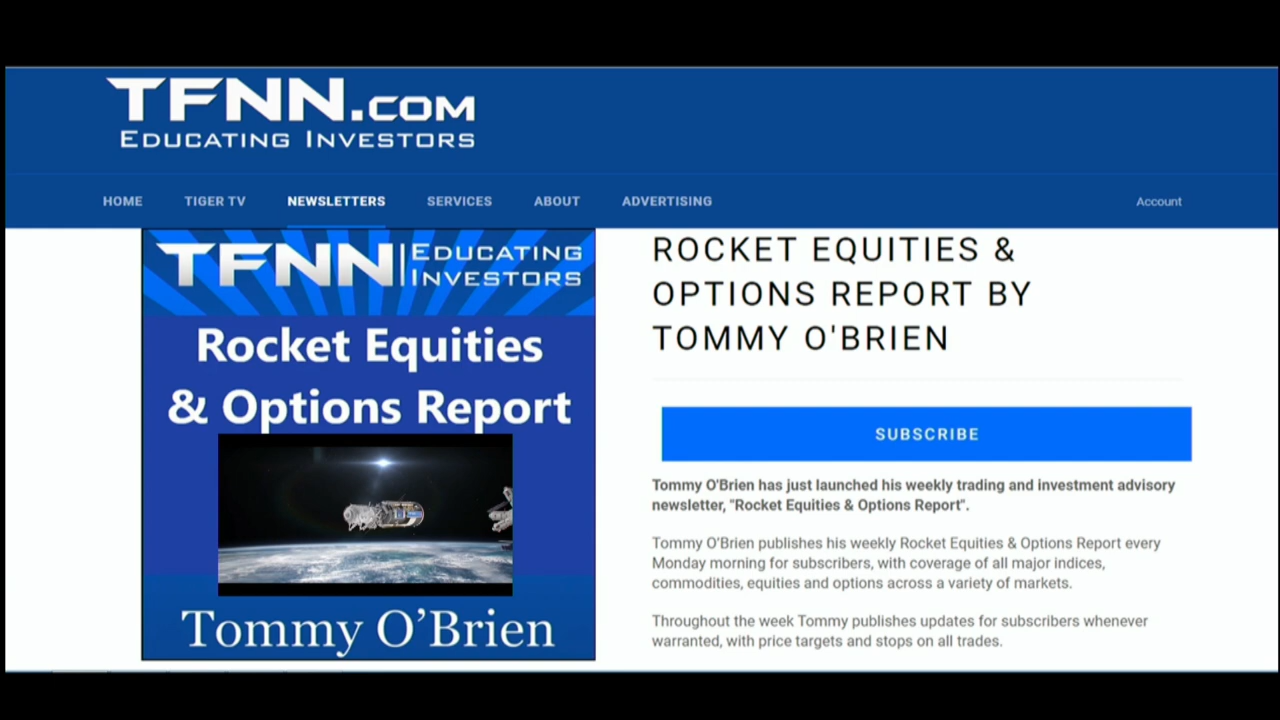 TFNN.COM
EDUCATING INVESTORS
HOME TIGER TV NEWSLETTERS SERVICES ABOUT ADVERTISING Account
TFNN EDUCATING
INVESTORS
Rocket Equities
& Options Report
Tommy O'Brien
ROCKET EQUITIES &
OPTIONS REPORT BY
TOMMY O'BRIEN
SUBSCRIBE
Tommy O'Brien has just launched his weekly trading and investment advisory
newsletter, "Rocket Equities & Options Report".
Tommy O'Brien publishes his weekly Rocket Equities & Options Report every
Monday morning for subscribers, with coverage of all major indices,
commodities, equities and options across a variety of markets.
Throughout the week Tommy publishes updates for subscribers whenever
warranted, with price targets and stops on all trades.